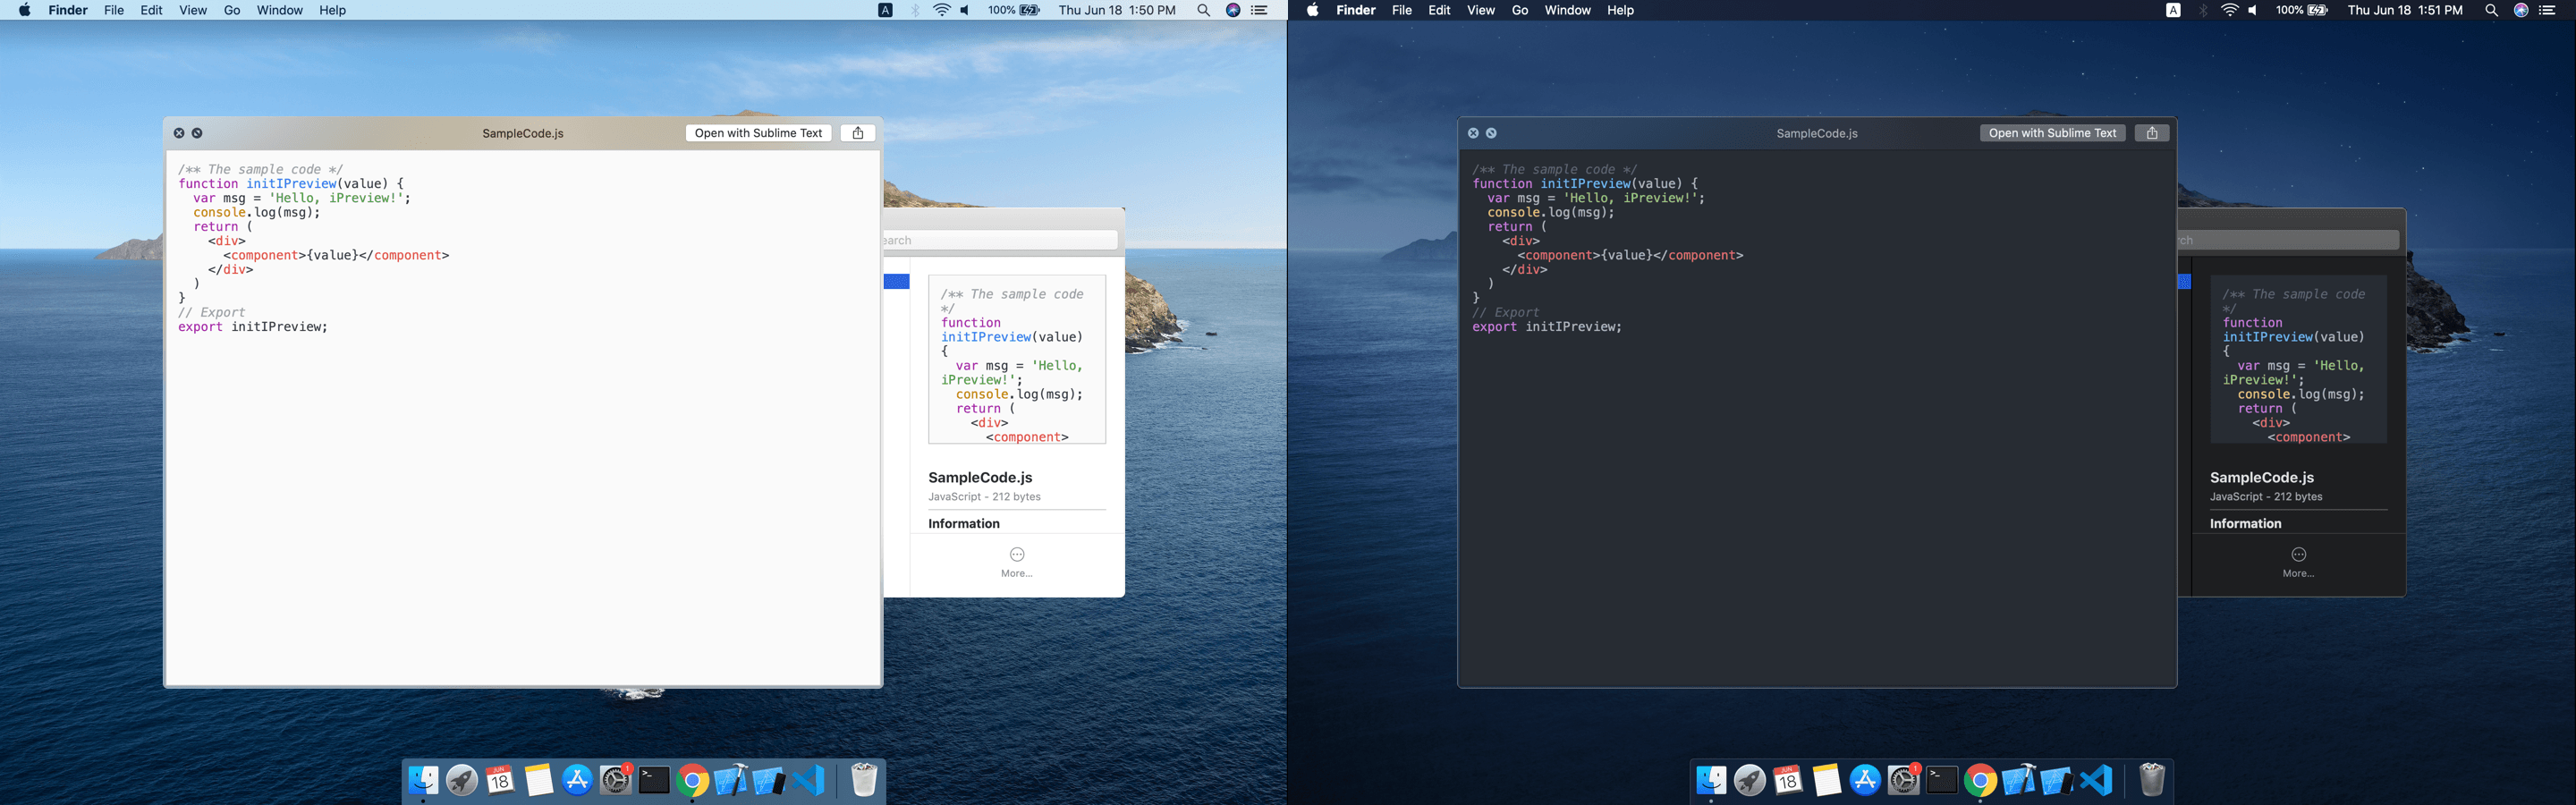 Finder File Edit View Go Window Help A 100% Thu Jun 18 1:50 PM
SampleCode.js Open with Sublime Text
/** The sample code */
function initIPreview(value) {
  var msg = 'Hello, iPreview!';
  console.log(msg);
  return (
    <div>
      <component>{value}</component>
    </div>
  )
}
// Export
export initIPreview;
earch
/** The sample code
*/
function
initIPreview(value)
{
  var msg = 'Hello,
iPreview!';
  console.log(msg);
  return (
    <div>
      <component>
SampleCode.js
JavaScript - 212 bytes
Information
More...
JUN
18
1
>_
Finder File Edit View Go Window Help A 100% Thu Jun 18 1:51 PM
SampleCode.js Open with Sublime Text
/** The sample code */
function initIPreview(value) {
  var msg = 'Hello, iPreview!';
  console.log(msg);
  return (
    <div>
      <component>{value}</component>
    </div>
  )
}
// Export
export initIPreview;
rch
/** The sample code
*/
function
initIPreview(value)
{
  var msg = 'Hello,
iPreview!';
  console.log(msg);
  return (
    <div>
      <component>
SampleCode.js
JavaScript - 212 bytes
Information
More...
JUN
18
1
>_